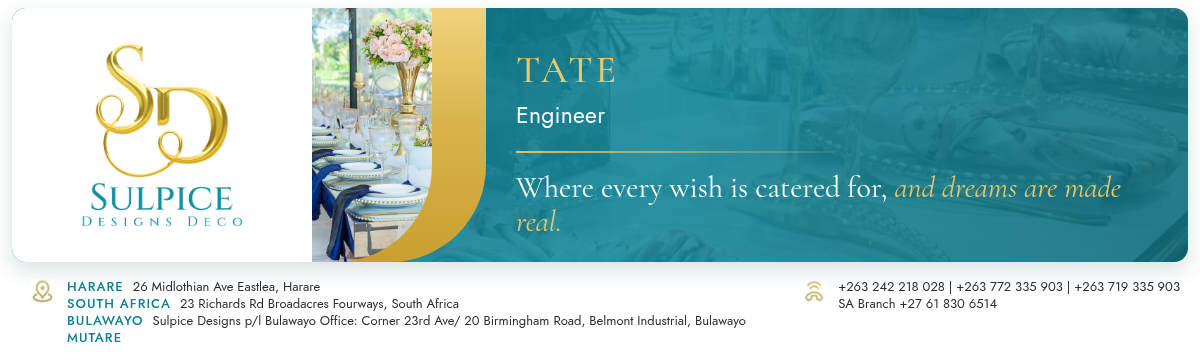 SD
SULPICE
DESIGNS DECO
TATE
Engineer
Where every wish is catered for, and dreams are made
real.
HARARE 26 Midlothian Ave Eastlea, Harare
SOUTH AFRICA 23 Richards Rd Broadacres Fourways, South Africa
BULAWAYO Sulpice Designs p/l Bulawayo Office: Corner 23rd Ave/ 20 Birmingham Road, Belmont Industrial, Bulawayo
MUTARE
+263 242 218 028 | +263 772 335 903 | +263 719 335 903
SA Branch +27 61 830 6514